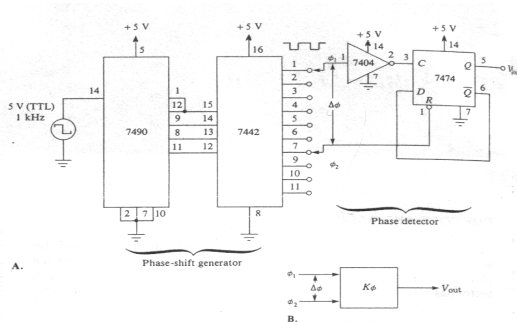 + 5 V
+ 5 V
+ 5 V
+ 5 V
5
16
14
14
ϕ1
1
7404
2
3
C
7474
Q
5
7
D
R
Q̅
6
1
7
5 V (TTL)
1 kHz
14
7490
1
12
9
8
11
15
14
13
12
7442
1
2
3
4
5
6
7
9
10
11
Δϕ
ϕ2
2
7
10
8
Phase-shift generator
Phase detector
A.
ϕ1
Δϕ
ϕ2
Kϕ
Vout
B.